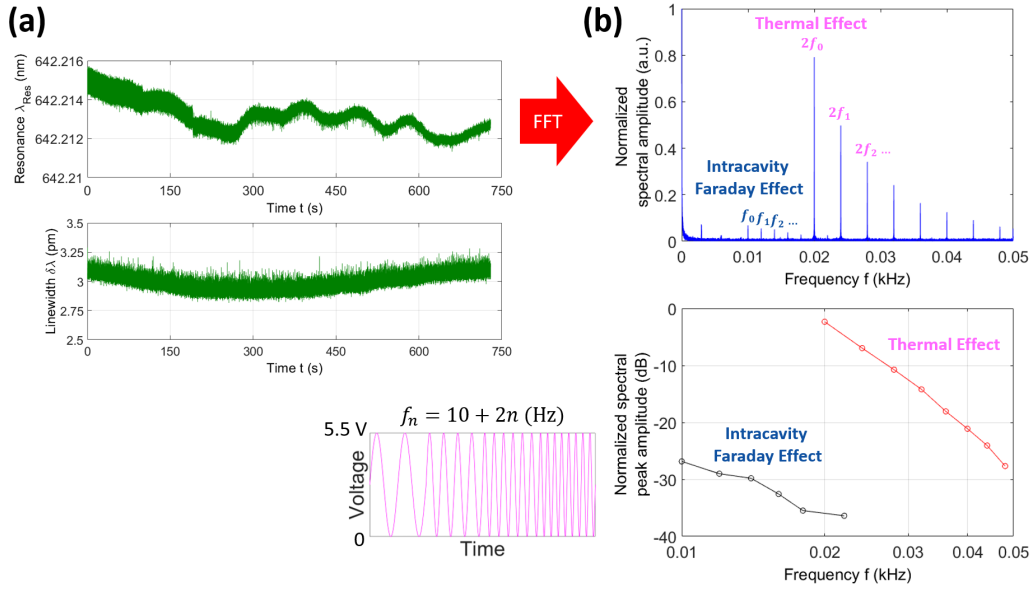 (a)
642.216
642.214
642.212
642.21
Resonance λRes (nm)
0 150 300 450 600 750
Time t (s)
3.5
3.25
3
2.75
2.5
Linewidth δλ (pm)
0 150 300 450 600 750
Time t (s)
fn = 10 + 2n (Hz)
5.5 V
Voltage
0
Time
FFT
(b)
1
0.8
0.6
0.4
0.2
0
Normalized
spectral amplitude (a.u.)
Thermal Effect
2f0
2f1
2f2 ...
Intracavity
Faraday Effect
f0 f1 f2 ...
0 0.01 0.02 0.03 0.04 0.05
Frequency f (kHz)
0
-10
-20
-30
-40
Normalized spectral
peak amplitude (dB)
Thermal Effect
Intracavity
Faraday Effect
0.01 0.02 0.03 0.04 0.05
Frequency f (kHz)